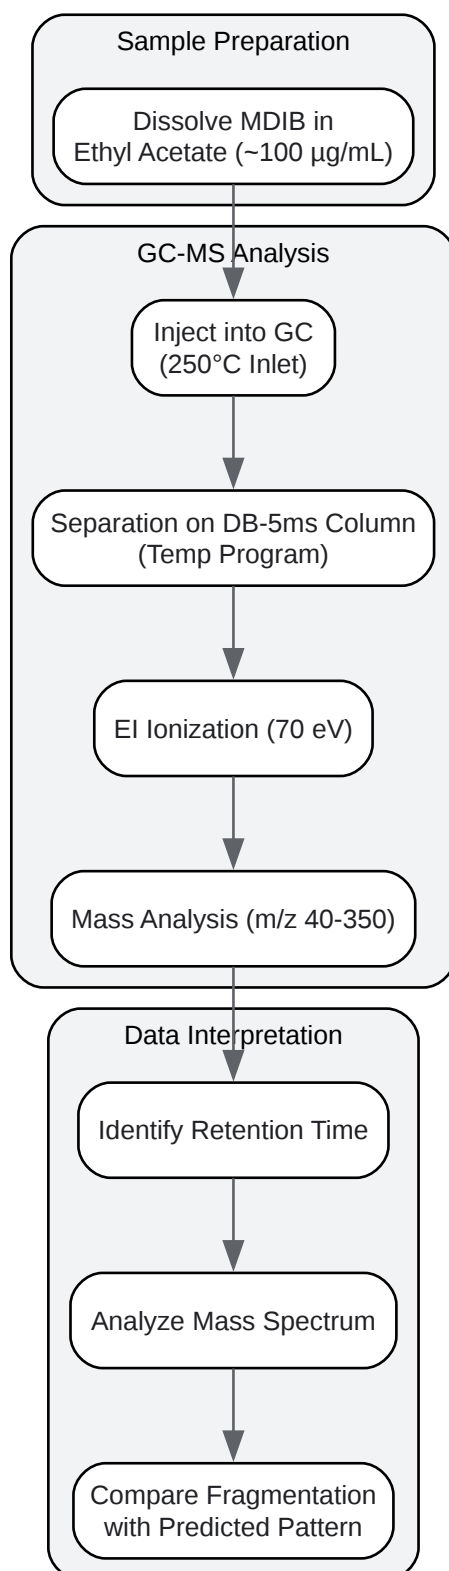 Sample Preparation
Dissolve MDIB in
Ethyl Acetate (~100 µg/mL)
GC-MS Analysis
Inject into GC
(250°C Inlet)
Separation on DB-5ms Column
(Temp Program)
EI Ionization (70 eV)
Mass Analysis (m/z 40-350)
Data Interpretation
Identify Retention Time
Analyze Mass Spectrum
Compare Fragmentation
with Predicted Pattern